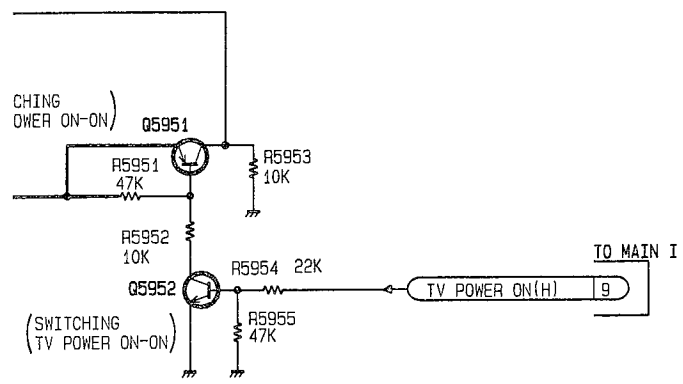 CHING
OWER ON-ON)
Q5951
R5951
47K
R5953
10K
R5952
10K
Q5952
R5954 22K
TV POWER ON(H) 9
TO MAIN I
(SWITCHING
TV POWER ON-ON)
R5955
47K